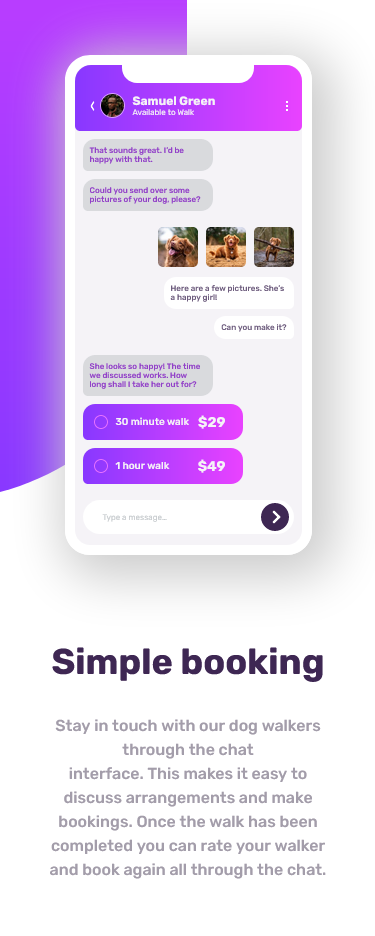 Samuel Green
Available to Walk
That sounds great. I'd be
happy with that.
Could you send over some
pictures of your dog, please?
Here are a few pictures. She's
a happy girl!
Can you make it?
She looks so happy! The time
we discussed works. How
long shall I take her out for?
30 minute walk $29
1 hour walk $49
Type a message…
Simple booking
Stay in touch with our dog walkers
through the chat
interface. This makes it easy to
discuss arrangements and make
bookings. Once the walk has been
completed you can rate your walker
and book again all through the chat.